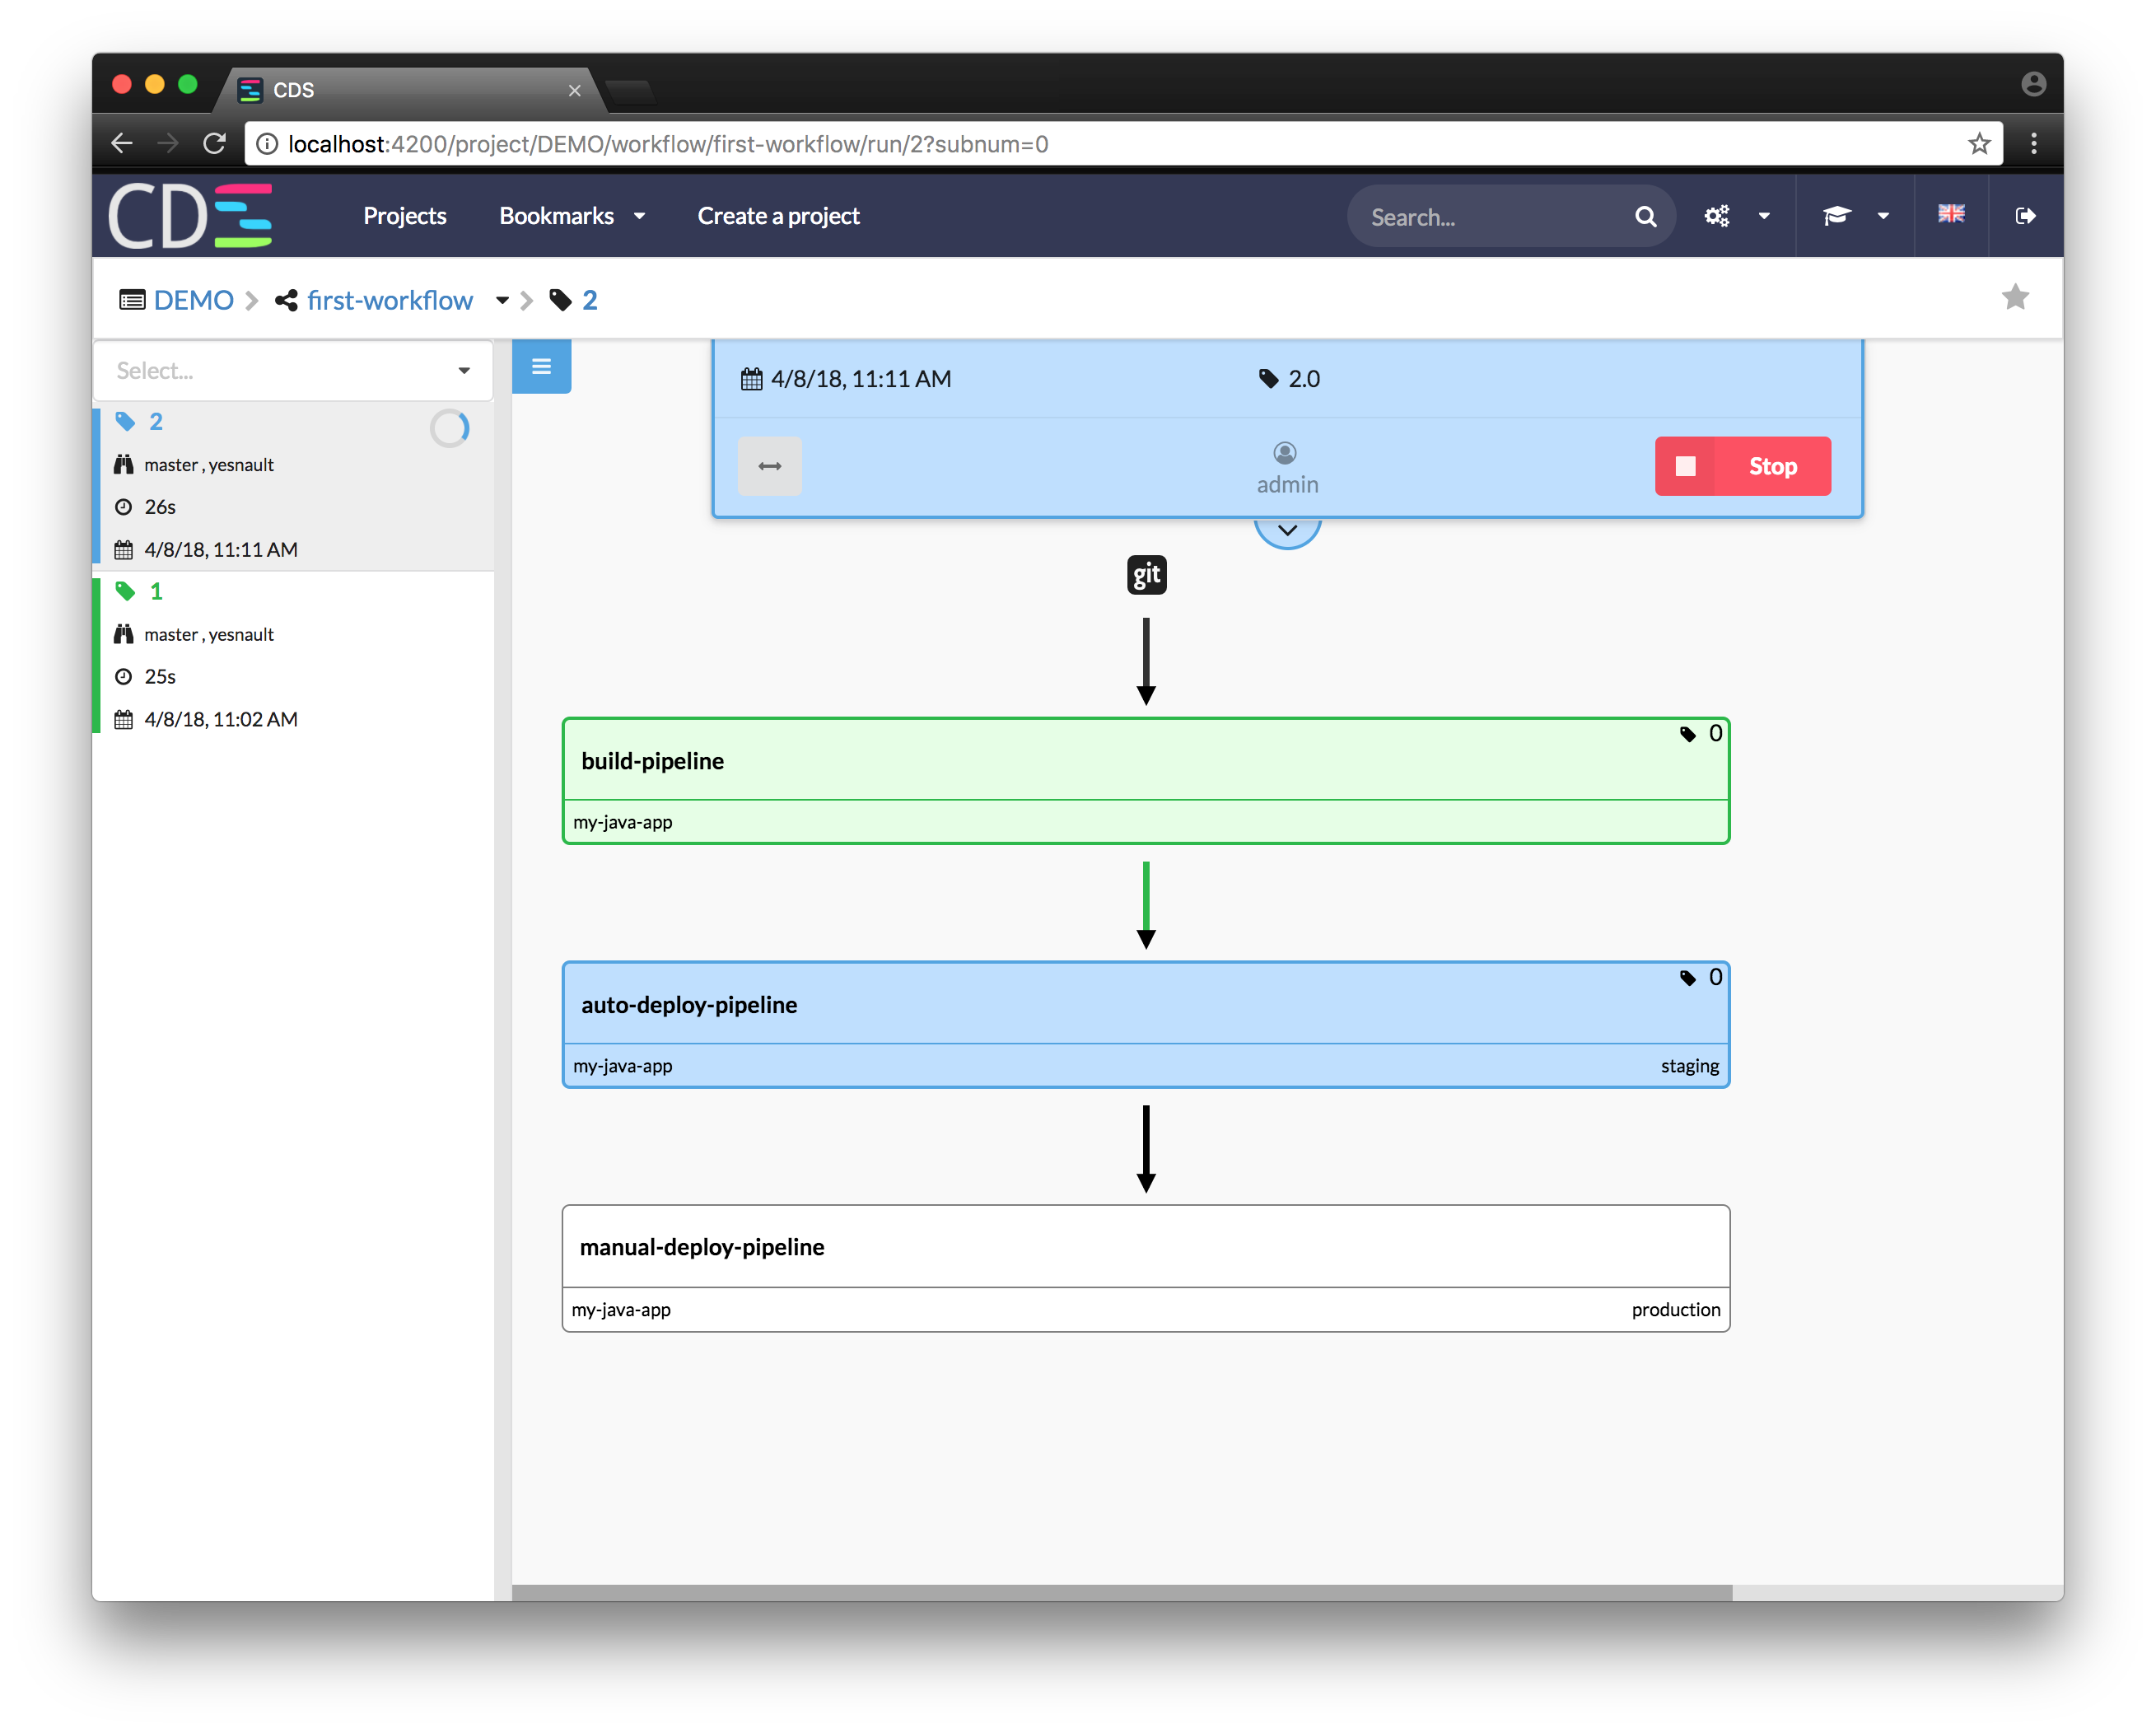 CDS
localhost:4200/project/DEMO/workflow/first-workflow/run/2?subnum=0
CDS Projects Bookmarks Create a project Search...
DEMO first-workflow 2
Select...
2
master , yesnault
26s
4/8/18, 11:11 AM
1
master , yesnault
25s
4/8/18, 11:02 AM
4/8/18, 11:11 AM 2.0
admin Stop
git
0
build-pipeline
my-java-app
0
auto-deploy-pipeline
my-java-app staging
manual-deploy-pipeline
my-java-app production